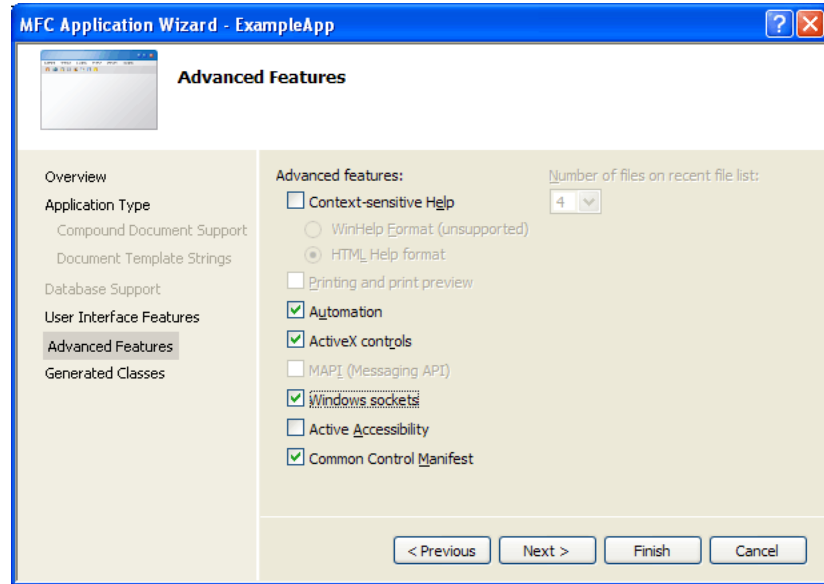 MFC Application Wizard - ExampleApp
Advanced Features
Overview
Application Type
Compound Document Support
Document Template Strings
Database Support
User Interface Features
Advanced Features
Generated Classes
Advanced features:
Context-sensitive Help
WinHelp Format (unsupported)
HTML Help format
Printing and print preview
Automation
ActiveX controls
MAPI (Messaging API)
Windows sockets
Active Accessibility
Common Control Manifest
Number of files on recent file list:
4
< Previous
Next >
Finish
Cancel